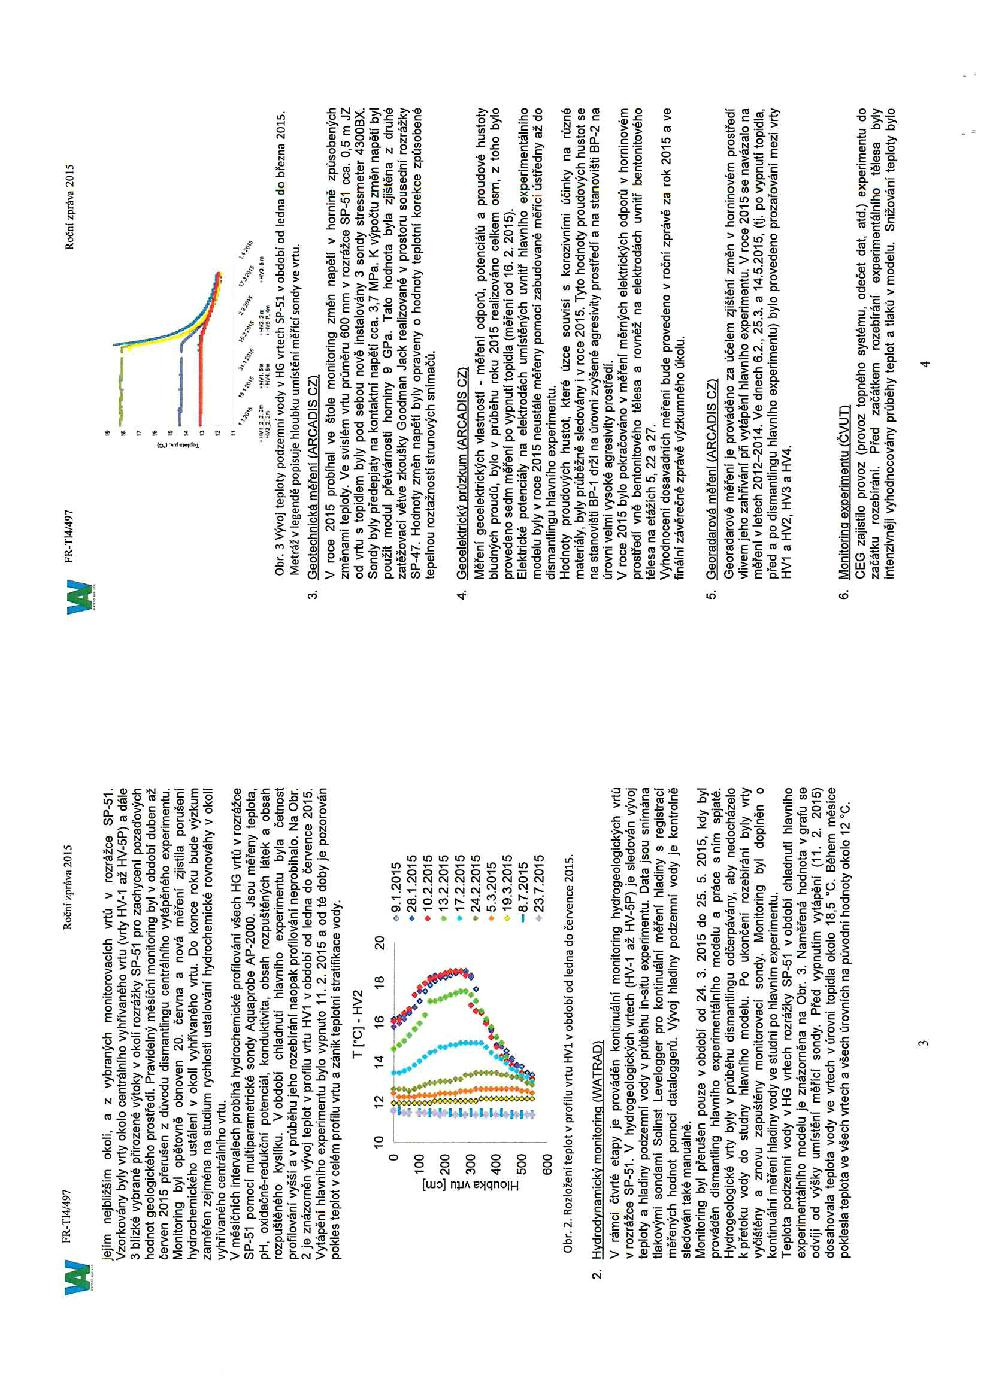 FR-TI4/497
Roční zpráva 2015
jejím nejbližším okolí, a z vybraných monitorovacích vrtů v rozrážce SP-51.
Vzorkovány byly vrty okolo centrálního vyhřívaného vrtu (vrty HV-1 až HV-5P) a dále
3 blízké vybrané přirozené výtoky v okolí rozrážky SP-51 pro zachycení pozaďových
hodnot geologického prostředí. Pravidelný měsíční monitoring byl v období duben až
červen 2015 přerušen z důvodu dismantlingu centrálního vytápěného experimentu.
Monitoring byl opětovně obnoven 20. června a nová měření zjistila porušení
hydrochemického ustálení v okolí vyhřívaného vrtu. Do konce roku bude výzkum
zaměřen zejména na studium rychlosti ustalování hydrochemické rovnováhy v okolí
vyhřívaného centrálního vrtu.
V měsíčních intervalech probíhá hydrochemické profilování všech HG vrtů v rozrážce
SP-51 pomocí multiparametrické sondy Aquaprobe AP-2000. Jsou měřeny teplota,
pH, oxidačně-redukční potenciál, konduktivita, obsah rozpuštěných látek a obsah
rozpuštěného kyslíku. V období chladnutí hlavního experimentu byla četnost
profilování vyšší a v průběhu jeho rozebírání naopak profilování neprobíhalo. Na Obr.
2 je znázorněn vývoj teplot v profilu vrtu HV1 v období od ledna do července 2015.
Vytápění hlavního experimentu bylo vypnuto 11. 2. 2015 a od té doby je pozorován
pokles teplot v celém profilu vrtu a zánik teplotní stratifikace vody.
T [°C] - HV2
10 12 14 16 18 20
Hloubka vrtu [cm]
0
100
200
300
400
500
600
9.1.2015
28.1.2015
10.2.2015
13.2.2015
17.2.2015
24.2.2015
5.3.2015
19.3.2015
8.7.2015
23.7.2015
Obr. 2. Rozložení teplot v profilu vrtu HV1 v období od ledna do července 2015.
2. Hydrodynamický monitoring (WATRAD)
V rámci čtvrté etapy je prováděn kontinuální monitoring hydrogeologických vrtů
v rozrážce SP-51. V hydrogeologických vrtech (HV-1 až HV-5P) je sledován vývoj
teploty a hladiny podzemní vody v průběhu in-situ experimentu. Data jsou snímána
tlakovými sondami Solinst Levelogger pro kontinuální měření hladiny s registrací
měřených hodnot pomocí dataloggerů. Vývoj hladiny podzemní vody je kontrolně
sledován také manuálně.
Monitoring byl přerušen pouze v období od 24. 3. 2015 do 25. 5. 2015, kdy byl
prováděn dismantling hlavního experimentálního modelu a práce s ním spjaté.
Hydrogeologické vrty byly v průběhu dismantlingu odčerpávány, aby nedocházelo
k přetoku vody do studny hlavního modelu. Po ukončení rozebírání byly vrty
vyčištěny a znovu zapuštěny monitorovací sondy. Monitoring byl doplněn o
kontinuální měření hladiny vody ve studni po hlavním experimentu.
Teplota podzemní vody v HG vrtech rozrážky SP-51 v období chladnutí hlavního
experimentálního modelu je znázorněna na Obr. 3. Naměřená hodnota v grafu se
odvíjí od výšky umístění měřicí sondy. Před vypnutím vytápění (11. 2. 2015)
dosahovala teplota vody ve vrtech v úrovni topidla okolo 18,5 °C. Během měsíce
poklesla teplota ve všech vrtech a všech úrovních na původní hodnoty okolo 12 °C.
3
FR-TI4/497
Roční zpráva 2015
18
16
15
14
13
12
11
Obr. 3 Vývoj teploty podzemní vody v HG vrtech SP-51 v období od ledna do března 2015.
Metráž v legendě popisuje hloubku umístění měřicí sondy ve vrtu.
3. Geotechnická měření (ARCADIS CZ)
V roce 2015 probíhal ve štole monitoring změn napětí v hornině způsobených
změnami teploty. Ve svislém vrtu průměru 600 mm v rozrážce SP-51 cca. 0,5 m JZ
od vrtu s topidlem byly pod sebou nově instalovány 3 sondy stressmeter 4300BX.
Sondy byly předepjaty na kontaktní napětí cca. 3,7 MPa. K výpočtu změn napětí byl
použit modul přetvárnosti horniny 9 GPa. Tato hodnota byla zjištěna z druhé
zatěžovací větve zkoušky Goodman Jack realizované v prostoru sousední rozrážky
SP-47. Hodnoty změn napětí byly opraveny o hodnoty teplotní korekce způsobené
tepelnou roztažností strunových snímačů.
4. Geoelektrický průzkum (ARCADIS CZ)
Měření geoelektrických vlastností - měření odporů, potenciálů a proudové hustoty
bludných proudů, bylo v průběhu roku 2015 realizováno celkem osm, z toho bylo
provedeno sedm měření po vypnutí topidla (měření od 16. 2. 2015).
Elektrické potenciály na elektrodách umístěných uvnitř hlavního experimentálního
modelu byly v roce 2015 neustále měřeny pomocí zabudované měřicí ústředny až do
dismantlingu hlavního experimentu.
Hodnoty proudových hustot, které úzce souvisí s korozivními účinky na různé
materiály, byly průběžně sledovány i v roce 2015. Tyto hodnoty proudových hustot se
na stanovišti BP-1 drží na úrovni zvýšené agresivity prostředí a na stanovišti BP-2 na
úrovni velmi vysoké agresivity prostředí.
V roce 2015 bylo pokračováno v měření měrných elektrických odporů v horninovém
prostředí vně bentonitového tělesa a rovněž na elektrodách uvnitř bentonitového
tělesa na etážích 5, 22 a 27.
Vyhodnocení dosavadních měření bude provedeno v roční zprávě za rok 2015 a ve
finální závěrečné zprávě výzkumného úkolu.
5. Georadarové měření (ARCADIS CZ)
Georadarové měření je prováděno za účelem zjištění změn v horninovém prostředí
vlivem jeho zahřívání při vytápění hlavního experimentu. V roce 2015 se navázalo na
měření v letech 2012–2014. Ve dnech 6.2., 25.3. a 14.5.2015, (tj. po vypnutí topidla,
před a po dismantlingu hlavního experimentu) bylo provedeno prozařování mezi vrty
HV1 a HV2, HV3 a HV4.
6. Monitoring experimentu (ČVUT)
CEG zajistilo provoz (provoz topného systému, odečet dat, atd.) experimentu do
začátku rozebírání. Před začátkem rozebírání experimentálního tělesa byly
intenzivněji vyhodnocovány průběhy teplot a tlaků v modelu. Snižování teploty bylo
4